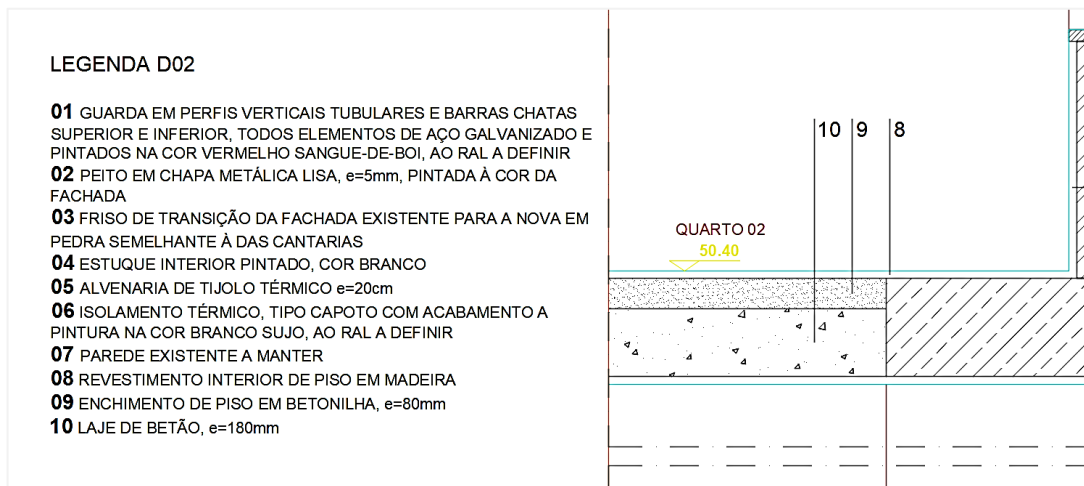 LEGENDA D02
01 GUARDA EM PERFIS VERTICAIS TUBULARES E BARRAS CHATAS
SUPERIOR E INFERIOR, TODOS ELEMENTOS DE AÇO GALVANIZADO E
PINTADOS NA COR VERMELHO SANGUE-DE-BOI, AO RAL A DEFINIR
02 PEITO EM CHAPA METÁLICA LISA, e=5mm, PINTADA À COR DA
FACHADA
03 FRISO DE TRANSIÇÃO DA FACHADA EXISTENTE PARA A NOVA EM
PEDRA SEMELHANTE À DAS CANTARIAS
04 ESTUQUE INTERIOR PINTADO, COR BRANCO
05 ALVENARIA DE TIJOLO TÉRMICO e=20cm
06 ISOLAMENTO TÉRMICO, TIPO CAPOTO COM ACABAMENTO A
PINTURA NA COR BRANCO SUJO, AO RAL A DEFINIR
07 PAREDE EXISTENTE A MANTER
08 REVESTIMENTO INTERIOR DE PISO EM MADEIRA
09 ENCHIMENTO DE PISO EM BETONILHA, e=80mm
10 LAJE DE BETÃO, e=180mm
10 9 8
QUARTO 02
50.40